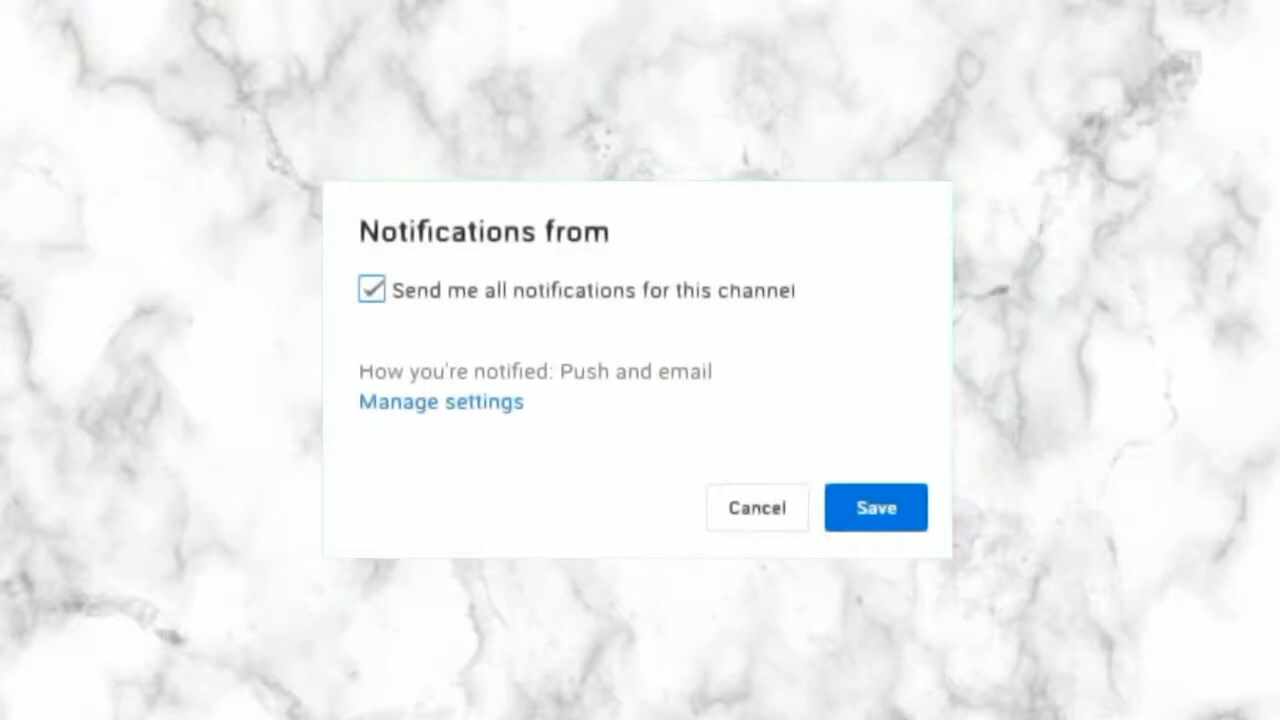 Notifications from
Send me all notifications for this channel
How you're notified: Push and email
Manage settings
Cancel
Save